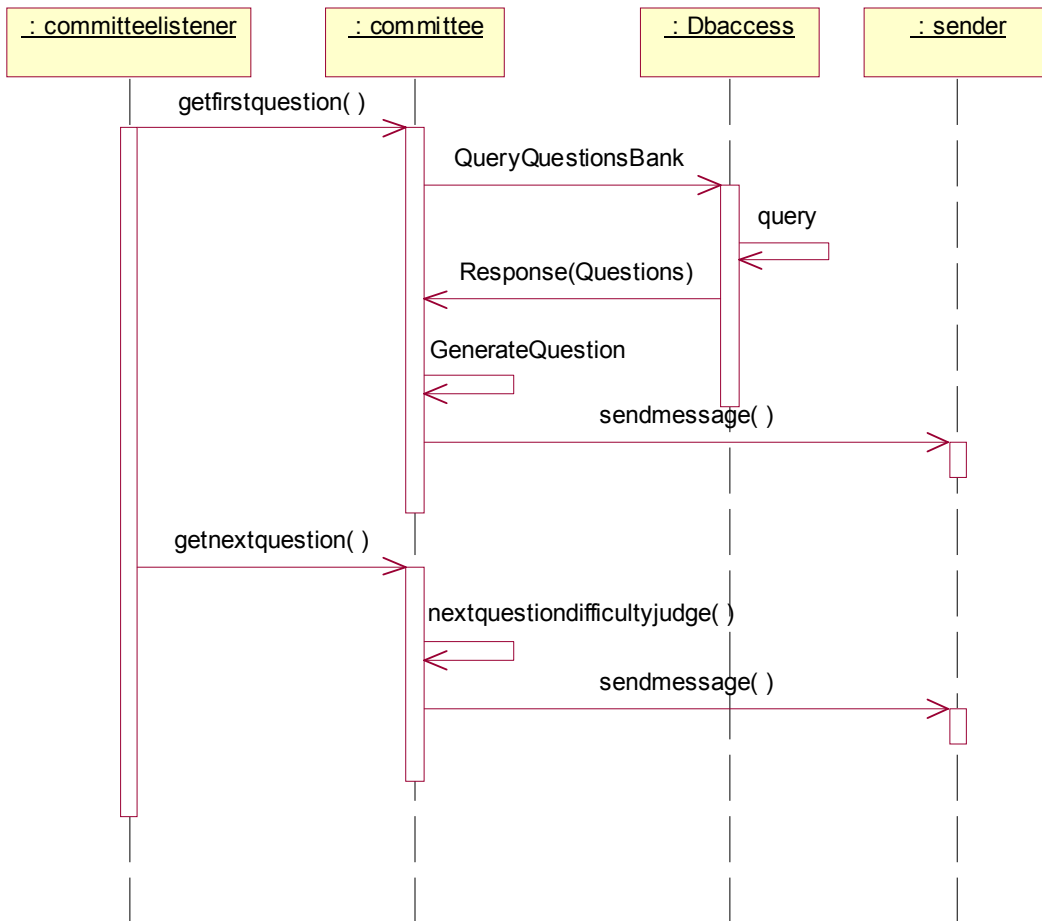 : committeelistener
: committee
: Dbaccess
: sender
getfirstquestion( )
QueryQuestionsBank
query
Response(Questions)
GenerateQuestion
sendmessage( )
getnextquestion( )
nextquestiondifficultyjudge( )
sendmessage( )